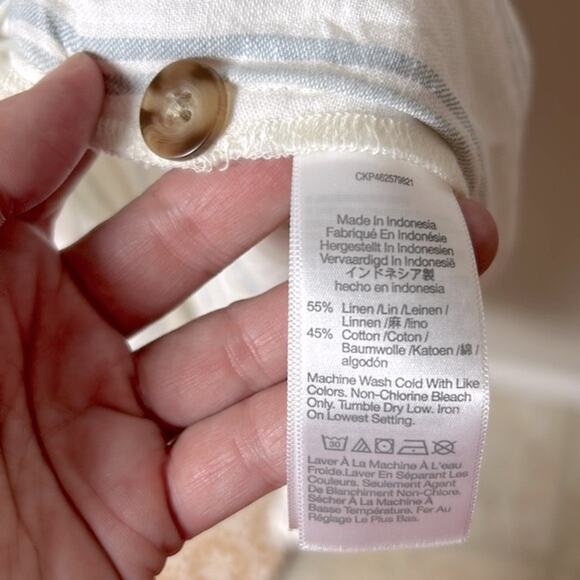 CKP462579821
Made In Indonesia
Fabriqué En Indonésie
Hergestellt In Indonesien
Vervaardigd In Indonesië
インドネシア製
hecho en indonesia
55% Linen /Lin /Leinen /
Linnen /麻 /lino
45% Cotton /Coton /
Baumwolle /Katoen /綿 /
algodón
Machine Wash Cold With Like
Colors. Non-Chlorine Bleach
Only. Tumble Dry Low. Iron
On Lowest Setting.
30
Laver À La Machine À L'eau
Froide.Laver En Séparant Les
Couleurs. Seulement Agent
De Blanchiment Non-Chlore.
Sécher À La Machine À
Basse Température. Fer Au
Réglage Le Plus Bas.